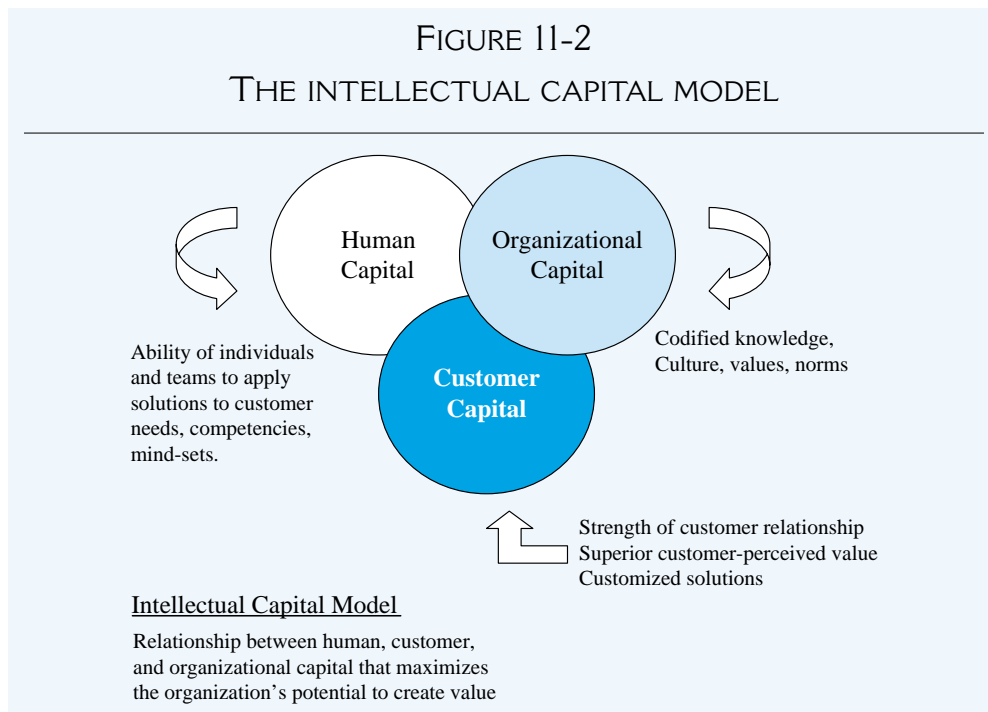 FIGURE 11-2
THE INTELLECTUAL CAPITAL MODEL
Human
Capital
Organizational
Capital
Customer
Capital
Ability of individuals
and teams to apply
solutions to customer
needs, competencies,
mind-sets.
Codified knowledge,
Culture, values, norms
Strength of customer relationship
Superior customer-perceived value
Customized solutions
Intellectual Capital Model
Relationship between human, customer,
and organizational capital that maximizes
the organization’s potential to create value